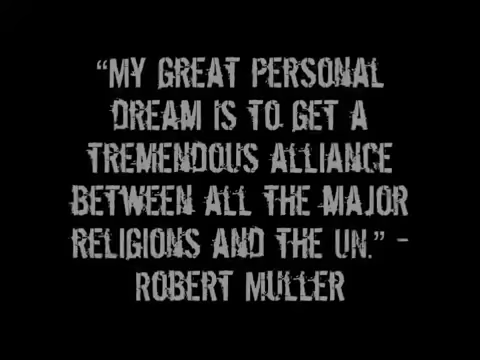 “MY GREAT PERSONAL
DREAM IS TO GET A
TREMENDOUS ALLIANCE
BETWEEN ALL THE MAJOR
RELIGIONS AND THE UN.” -
ROBERT MULLER